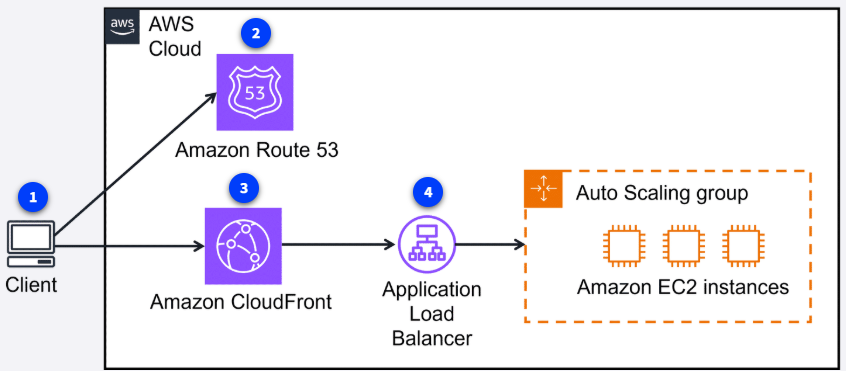 aws
AWS
Cloud
2
53
Amazon Route 53
1
3
4
Auto Scaling group
Client
Amazon CloudFront
Application
Load
Balancer
Amazon EC2 instances